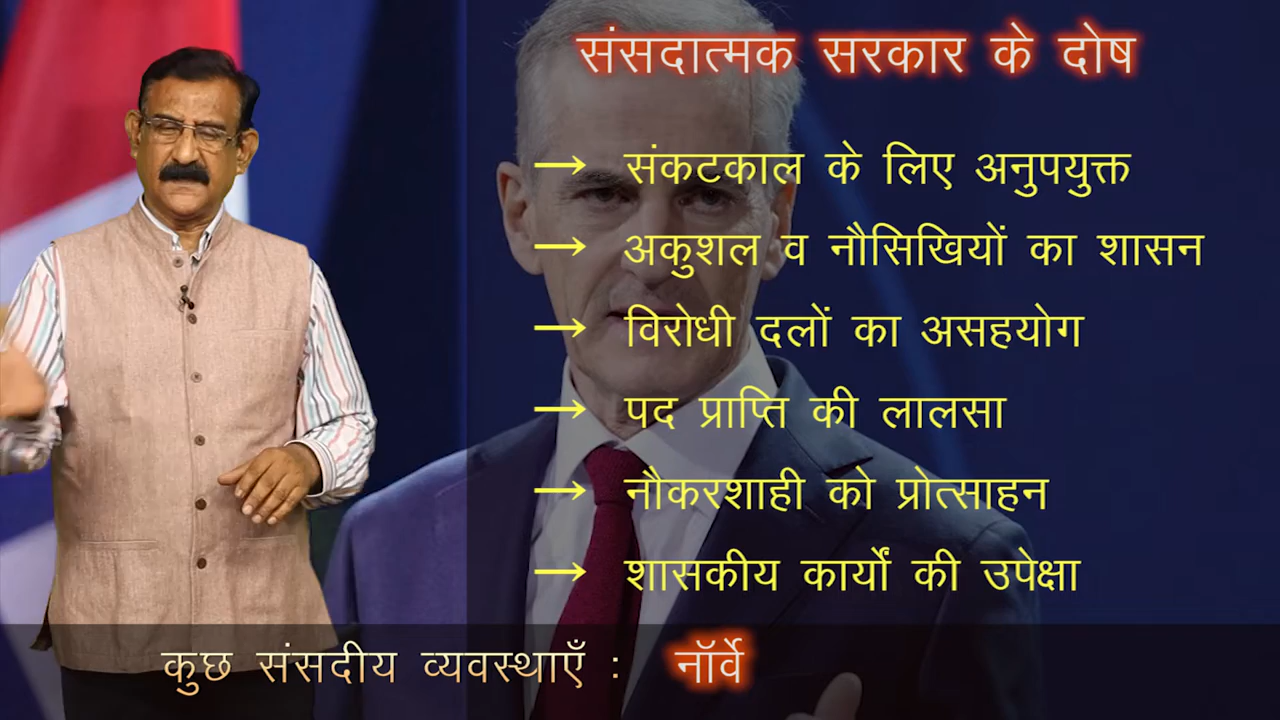 संसदात्मक सरकार के दोष
→ संकटकाल के लिए अनुपयुक्त
→ अकुशल व नौसिखियों का शासन
→ विरोधी दलों का असहयोग
→ पद प्राप्ति की लालसा
→ नौकरशाही को प्रोत्साहन
→ शासकीय कार्यों की उपेक्षा
कुछ संसदीय व्यवस्थाएँ : नॉर्वे